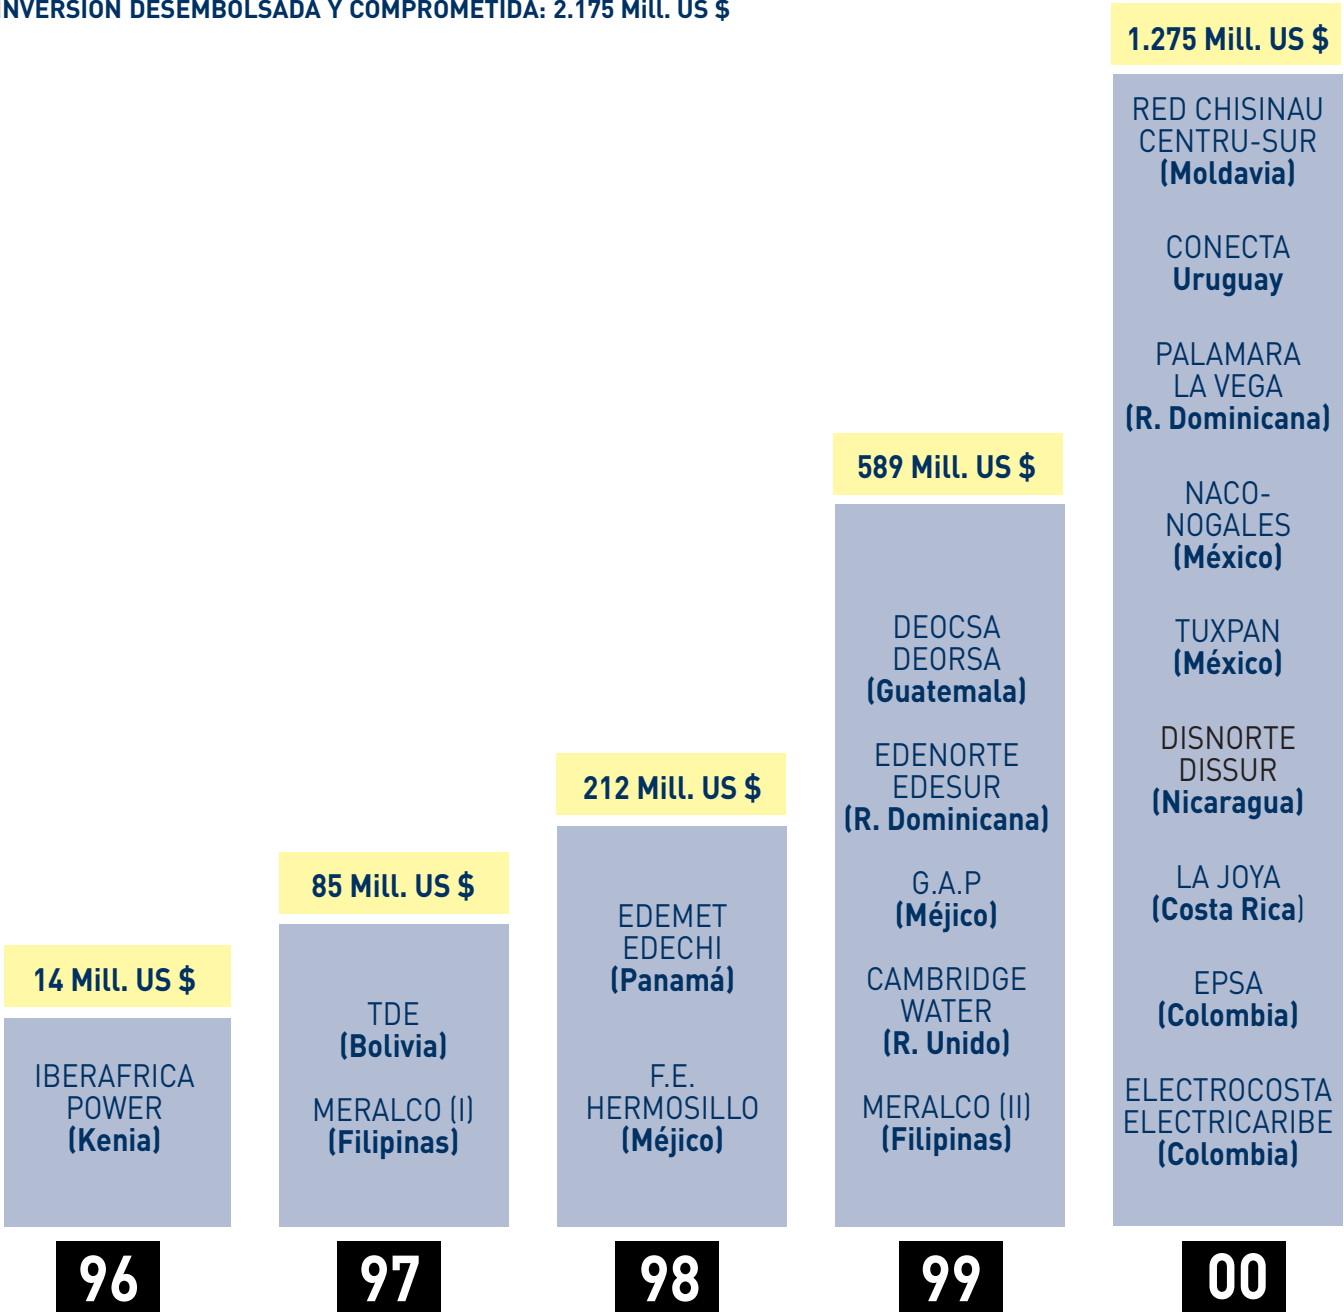 INVERSIÓN DESEMBOLSADA Y COMPROMETIDA: 2.175 Mill. US $
14 Mill. US $
IBERAFRICA
POWER
(Kenia)
96
85 Mill. US $
TDE
(Bolivia)
MERALCO (I)
(Filipinas)
97
212 Mill. US $
EDEMET
EDECHI
(Panamá)
F.E.
HERMOSILLO
(Méjico)
98
589 Mill. US $
DEOCSA
DEORSA
(Guatemala)
EDENORTE
EDESUR
(R. Dominicana)
G.A.P
(Méjico)
CAMBRIDGE
WATER
(R. Unido)
MERALCO (II)
(Filipinas)
99
1.275 Mill. US $
RED CHISINAU
CENTRU-SUR
(Moldavia)
CONECTA
Uruguay
PALAMARA
LA VEGA
(R. Dominicana)
NACO-
NOGALES
(México)
TUXPAN
(México)
DISNORTE
DISSUR
(Nicaragua)
LA JOYA
(Costa Rica)
EPSA
(Colombia)
ELECTROCOSTA
ELECTRICARIBE
(Colombia)
00